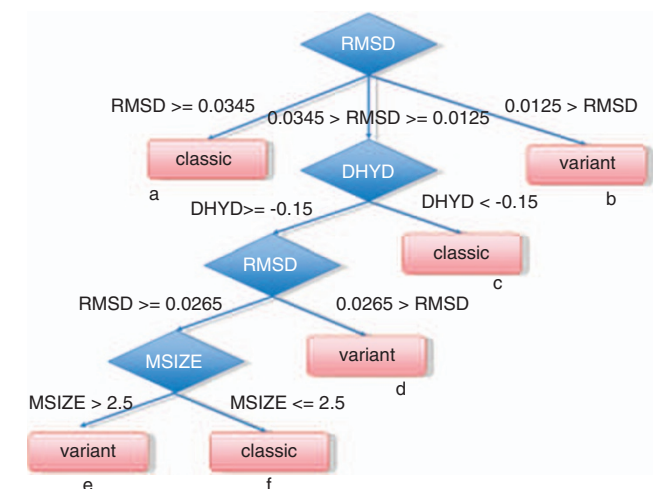 RMSD
RMSD >= 0.0345
0.0345 > RMSD >= 0.0125
0.0125 > RMSD
classic
a
DHYD
variant
b
DHYD>= -0.15
DHYD < -0.15
RMSD
classic
c
RMSD >= 0.0265
0.0265 > RMSD
MSIZE
variant
d
MSIZE > 2.5
MSIZE <= 2.5
variant
classic
e
f